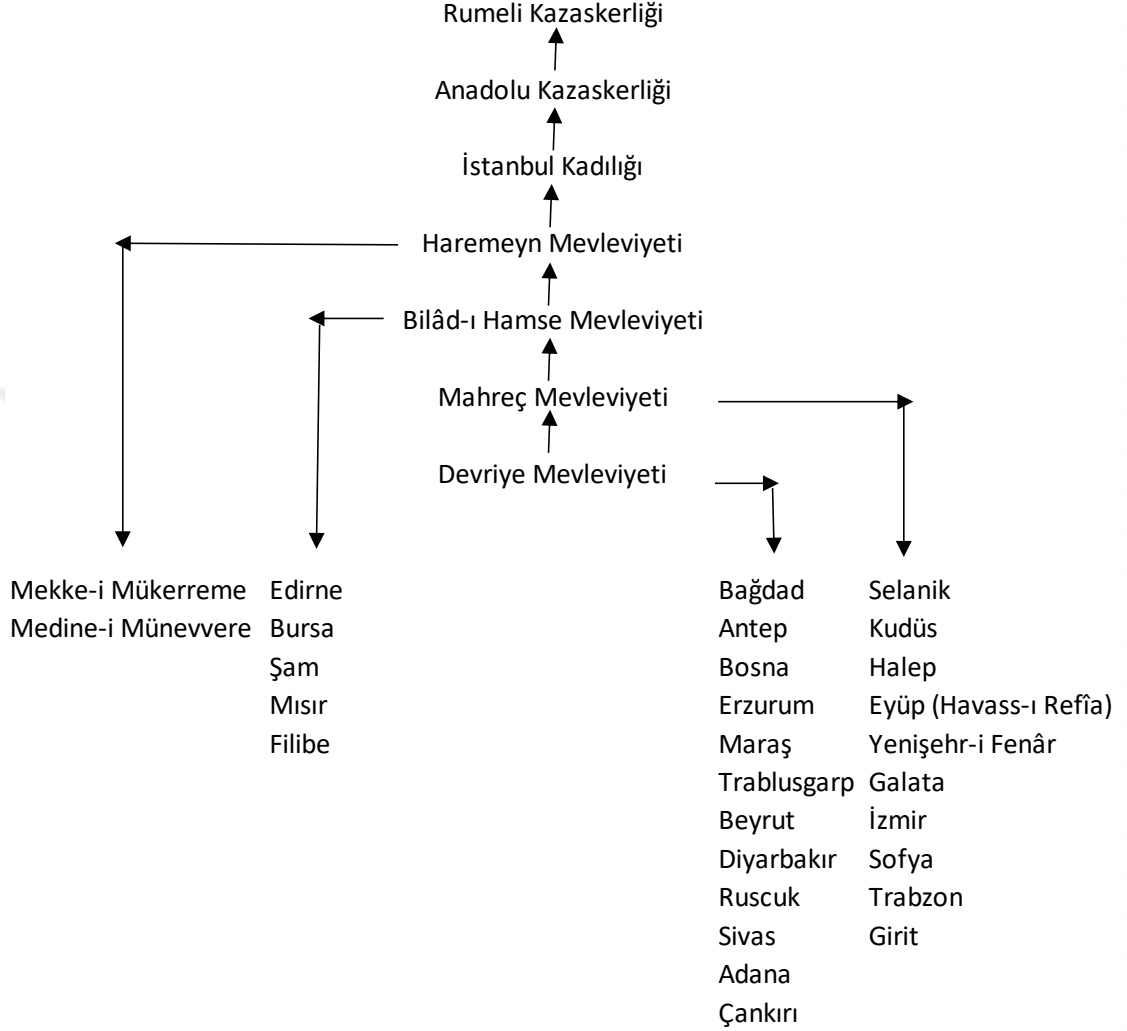 Rumeli Kazaskerliği
Anadolu Kazaskerliği
İstanbul Kadılığı
Haremeyn Mevleviyeti
Bilâd-ı Hamse Mevleviyeti
Mahreç Mevleviyeti
Devriye Mevleviyeti
Mekke-i Mükerreme
Medine-i Münevvere
Edirne
Bursa
Şam
Mısır
Filibe
Bağdad
Antep
Bosna
Erzurum
Maraş
Trablusgarp
Beyrut
Diyarbakır
Ruscuk
Sivas
Adana
Çankırı
Selanik
Kudüs
Halep
Eyüp (Havass-ı Refîa)
Yenişehr-i Fenâr
Galata
İzmir
Sofya
Trabzon
Girit